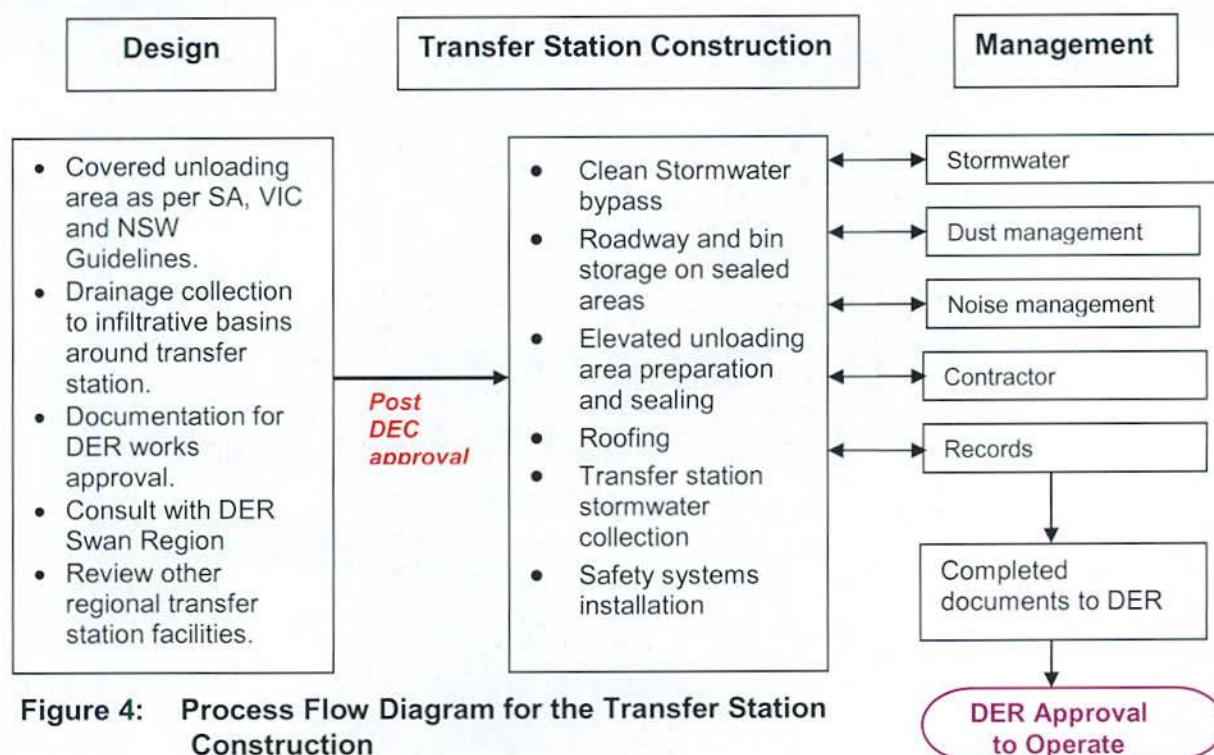 Design
Transfer Station Construction
Management
• Covered unloading
area as per SA, VIC
and NSW
Guidelines.
• Drainage collection
to infiltrative basins
around transfer
station.
• Documentation for
DER works
approval.
• Consult with DER
Swan Region
• Review other
regional transfer
station facilities.
Post
DEC
approval
• Clean Stormwater
bypass
• Roadway and bin
storage on sealed
areas
• Elevated unloading
area preparation
and sealing
• Roofing
• Transfer station
stormwater
collection
• Safety systems
installation
Stormwater
Dust management
Noise management
Contractor
Records
Completed
documents to DER
DER Approval
to Operate
Figure 4: Process Flow Diagram for the Transfer Station
Construction